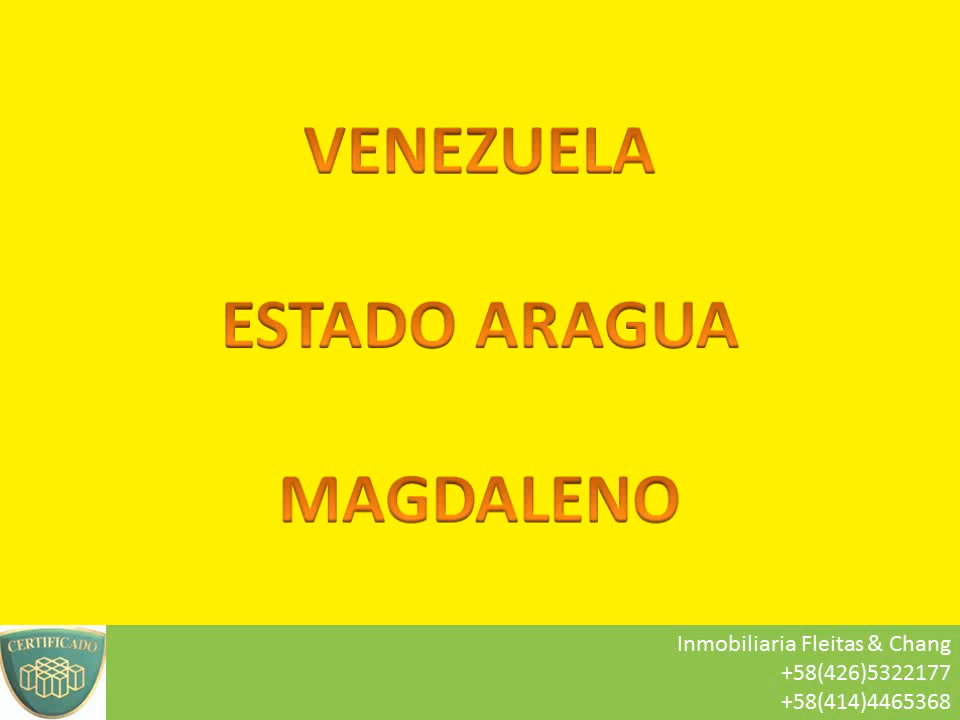 VENEZUELA
ESTADO ARAGUA
MAGDALENO
CERTIFICADO
Inmobiliaria Fleitas & Chang
+58(426)5322177
+58(414)4465368